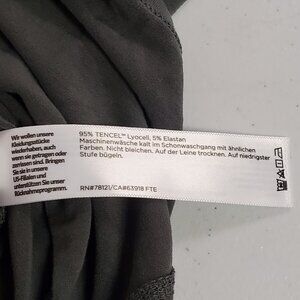 Wir wollen unsere
Kleidungsstücke
wiederhaben, auch
wenn sie getragen oder
zerrissen sind. Bringen
Sie sie in unsere
US-Filialen und
unterstützen Sie unser
Rücknahmeprogramm.
95% TENCEL™ Lyocell, 5% Elastan
Maschinenwäsche kalt im Schonwaschgang mit ähnlichen
Farben. Nicht bleichen. Auf der Leine trocknen. Auf niedrigster
Stufe bügeln.
RN#78121/CA#63918 FTE